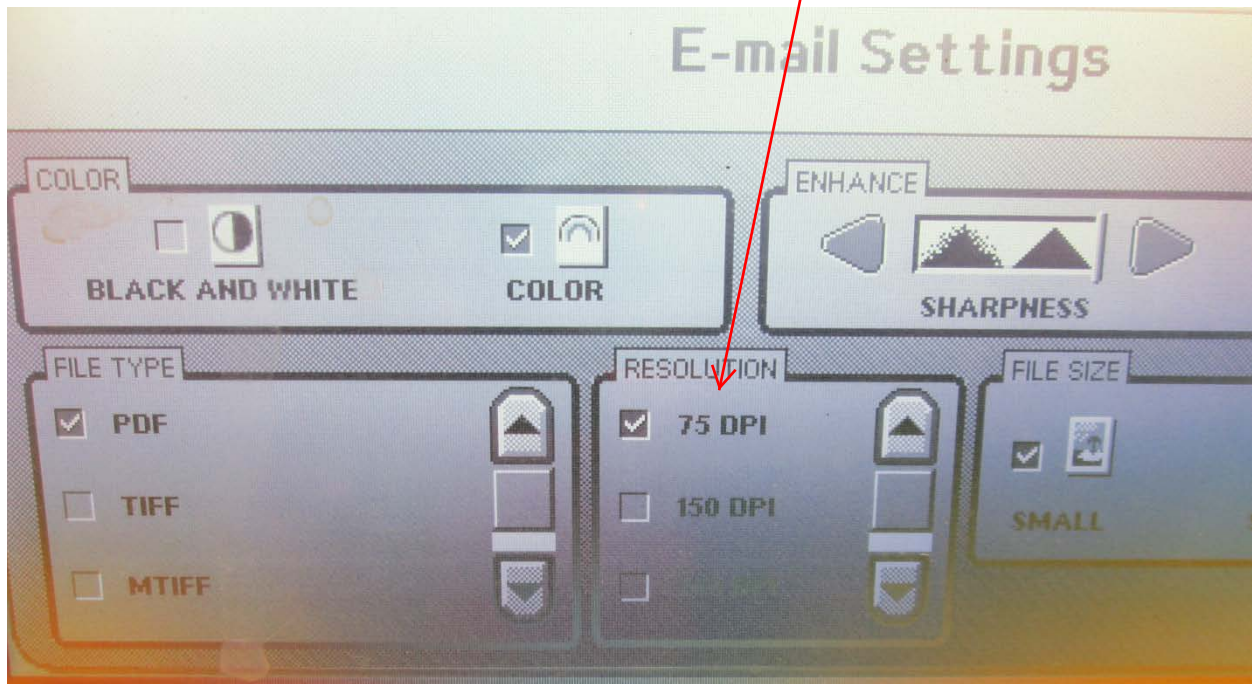 E-mail Settings
COLOR
BLACK AND WHITE
COLOR
ENHANCE
SHARPNESS
FILE TYPE
PDF
TIFF
MTIFF
RESOLUTION
75 DPI
150 DPI
FILE SIZE
SMALL